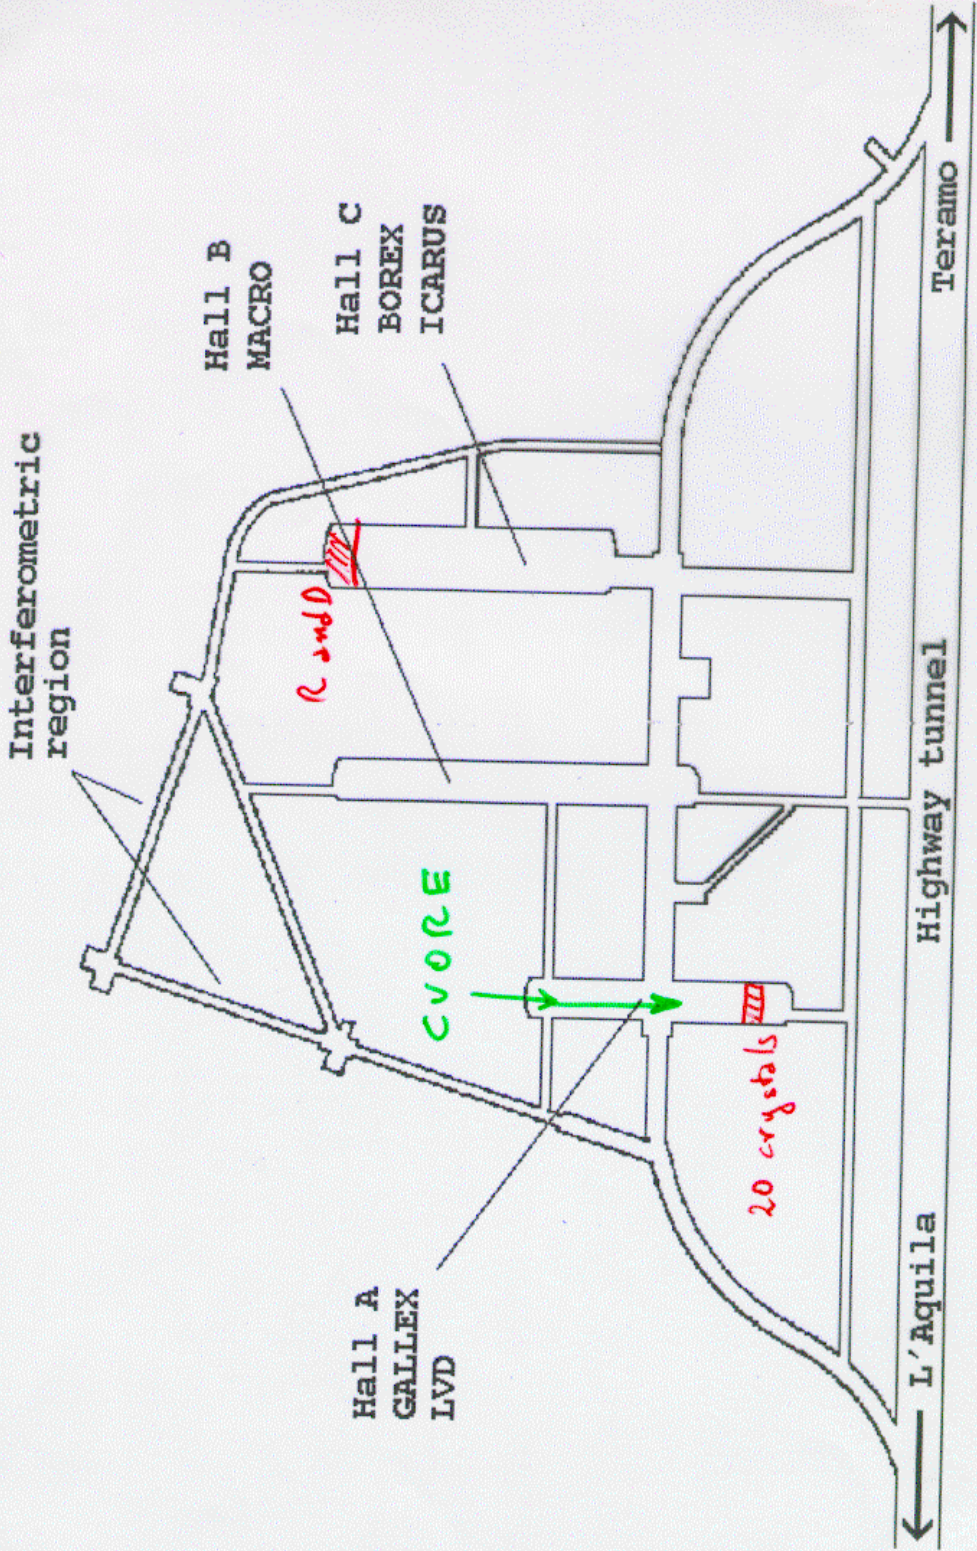 Interferometric
region
Hall B
MACRO
Hall C
BOREX
ICARUS
R and D
CUORE
Hall A
GALLEX
LVD
20 crystals
L'Aquila
Highway tunnel
Teramo